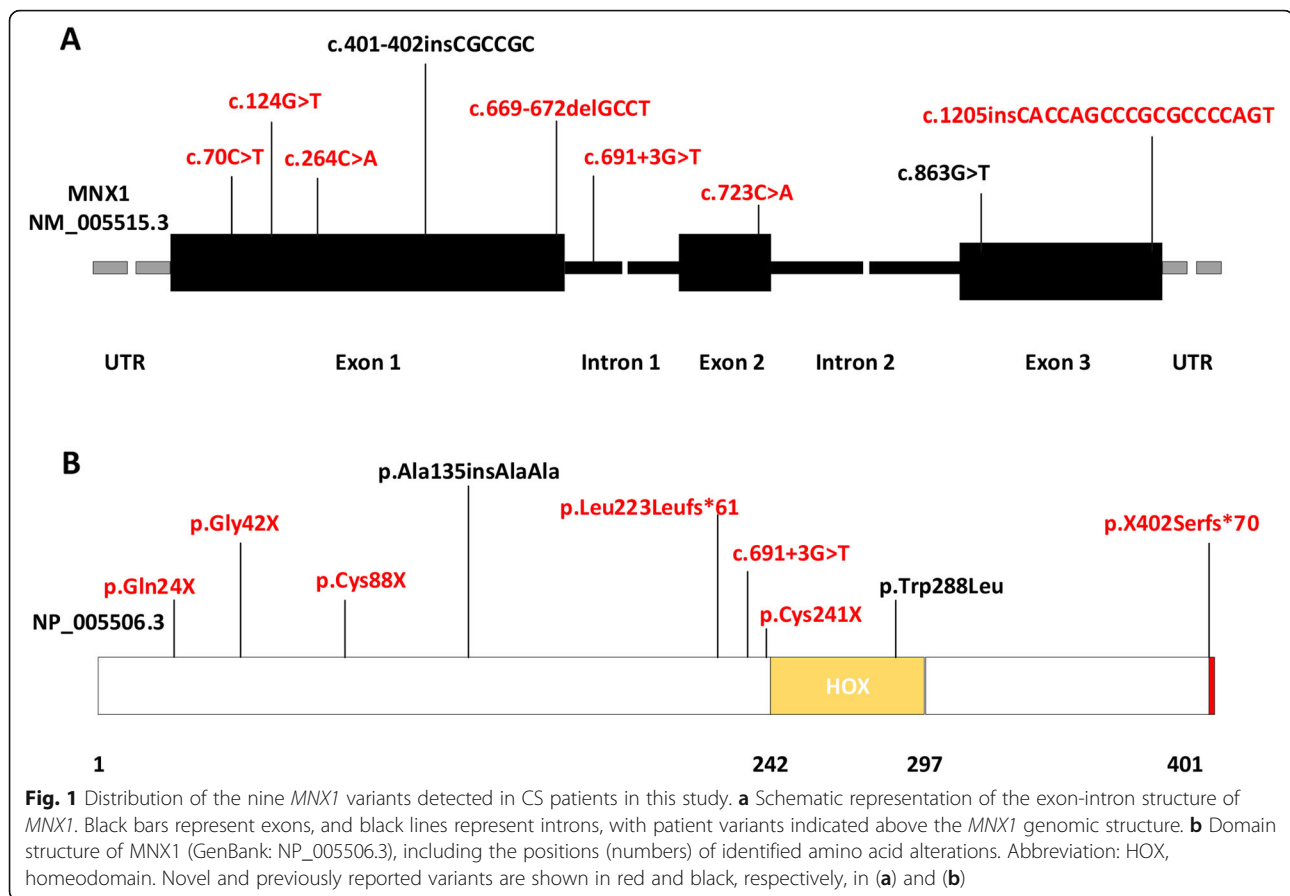 A
c.401-402insCGCCGC
c.124G>T
c.669-672delGCCT
c.1205insCACCAGCCCGCGCCCCAGT
c.70C>T
c.264C>A
c.691+3G>T
c.863G>T
c.723C>A
MNX1
NM_005515.3
UTR Exon 1 Intron 1 Exon 2 Intron 2 Exon 3 UTR
B
p.Ala135insAlaAla
p.Leu223Leufs*61
p.Gly42X
p.X402Serfs*70
c.691+3G>T
p.Gln24X
p.Cys88X
p.Trp288Leu
p.Cys241X
NP_005506.3
HOX
1 242 297 401
Fig. 1 Distribution of the nine MNX1 variants detected in CS patients in this study. a Schematic representation of the exon-intron structure of
MNX1. Black bars represent exons, and black lines represent introns, with patient variants indicated above the MNX1 genomic structure. b Domain
structure of MNX1 (GenBank: NP_005506.3), including the positions (numbers) of identified amino acid alterations. Abbreviation: HOX,
homeodomain. Novel and previously reported variants are shown in red and black, respectively, in (a) and (b)